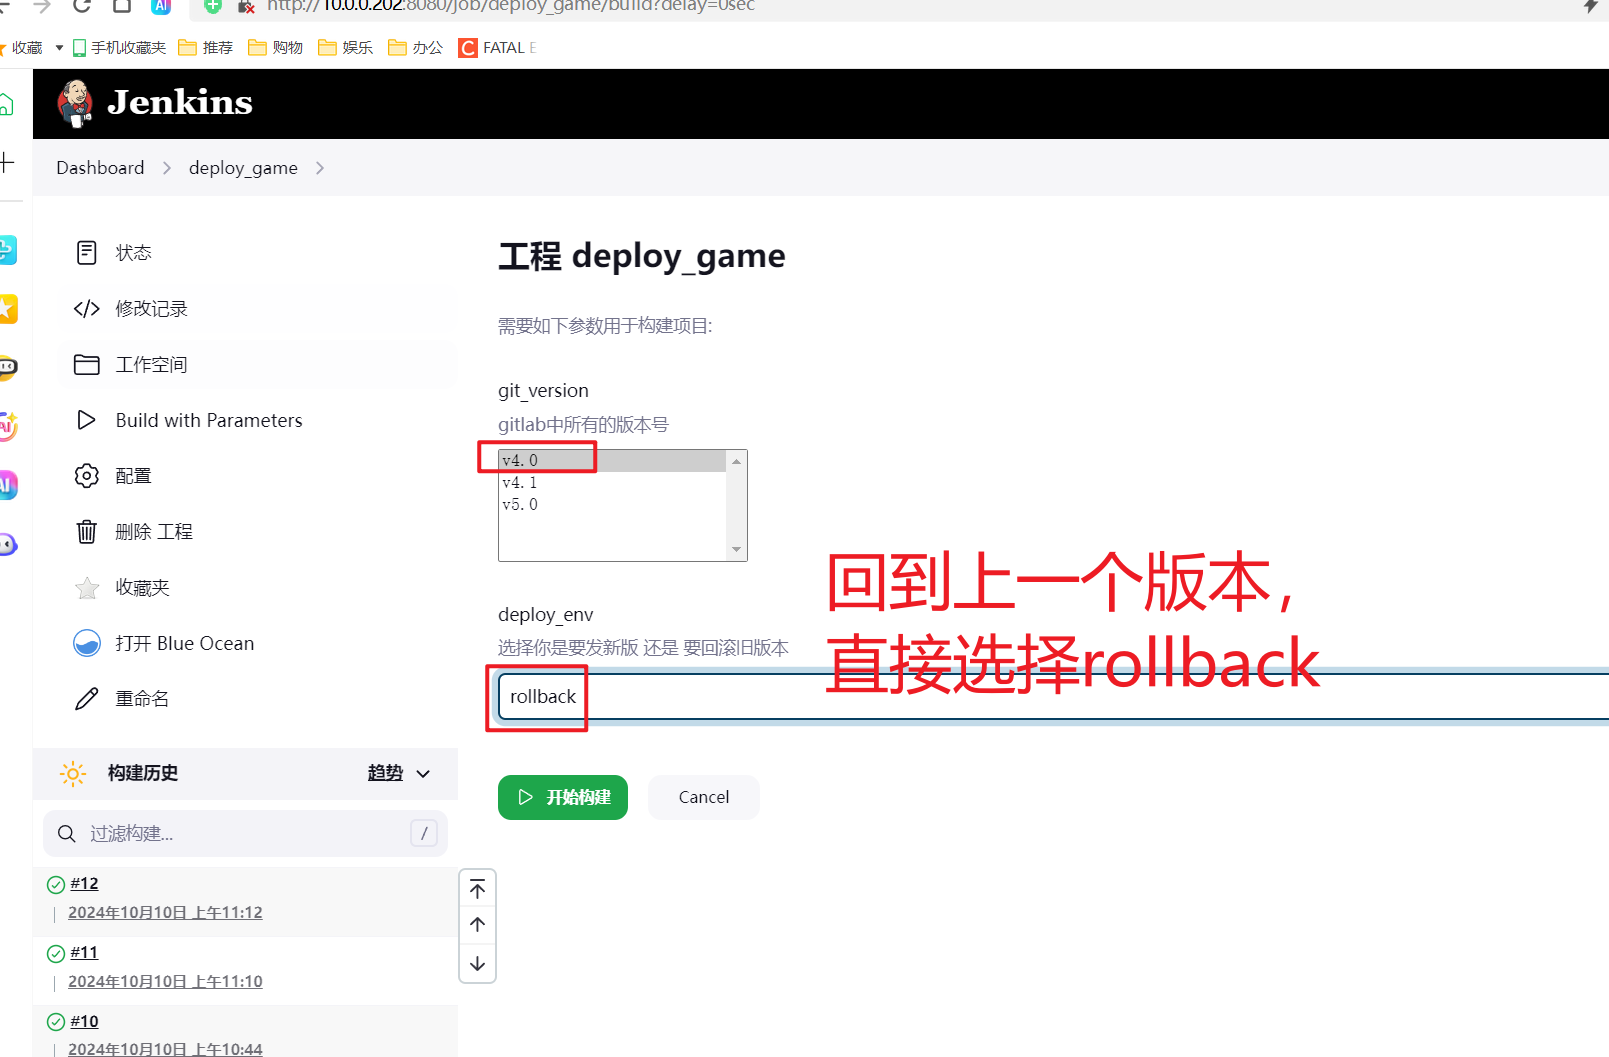 http://10.0.0.202:8080/job/deploy_game/build?delay=0sec
收藏 手机收藏夹 推荐 购物 娱乐 办公 C FATAL E
Jenkins
Dashboard deploy_game
状态
修改记录
工作空间
Build with Parameters
配置
删除 工程
收藏夹
打开 Blue Ocean
重命名
构建历史 趋势
过滤构建... /
#12
2024年10月10日 上午11:12
#11
2024年10月10日 上午11:10
#10
2024年10月10日 上午10:44
工程 deploy_game
需要如下参数用于构建项目:
git_version
gitlab中所有的版本号
v4.0
v4.1
v5.0
deploy_env
选择你是要发新版 还是 要回滚旧版本
rollback
开始构建 Cancel
回到上一个版本，
直接选择rollback
AI
AI
AI